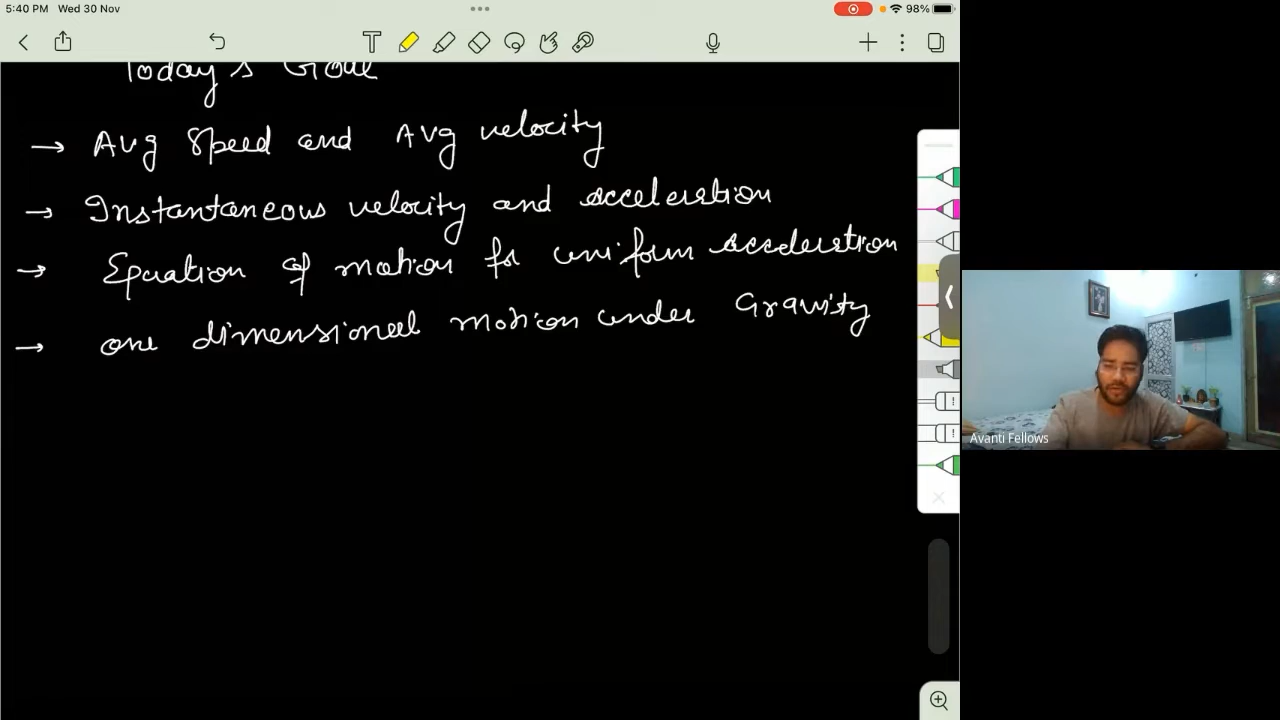 5:40 PM Wed 30 Nov
98%
Today's Goal
→ Avg Speed and Avg velocity
→ Instantaneous velocity and acceleration
→ Equation of motion for uniform acceleration
→ one dimensional motion under Gravity
Avanti Fellows